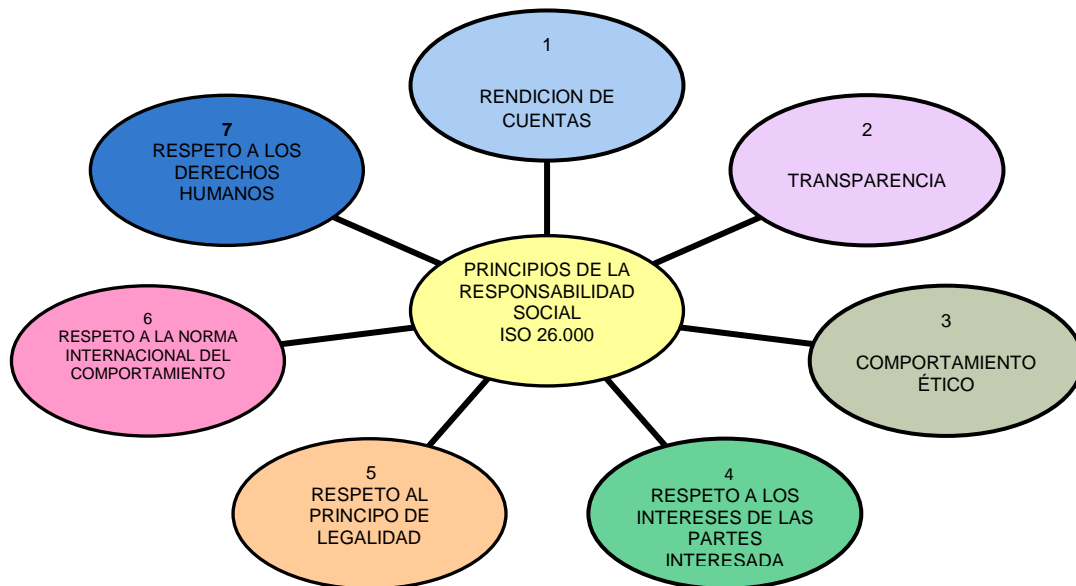 1
RENDICION DE
CUENTAS
2
TRANSPARENCIA
3
COMPORTAMIENTO
ÉTICO
4
RESPETO A LOS
INTERESES DE LAS
PARTES
INTERESADA
5
RESPETO AL
PRINCIPO DE
LEGALIDAD
6
RESPETO A LA NORMA
INTERNACIONAL DEL
COMPORTAMIENTO
7
RESPETO A LOS
DERECHOS
HUMANOS
PRINCIPIOS DE LA
RESPONSABILIDAD
SOCIAL
ISO 26.000